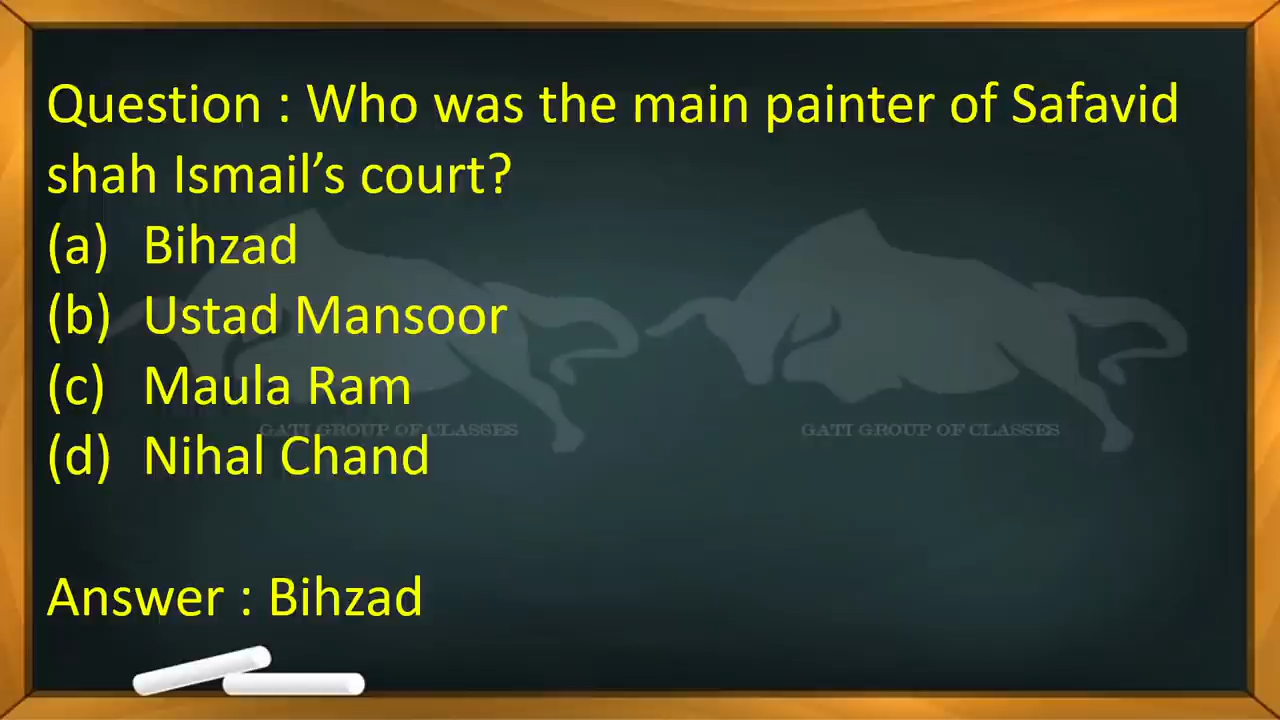 Question : Who was the main painter of Safavid
shah Ismail’s court?
(a) Bihzad
(b) Ustad Mansoor
(c) Maula Ram
GATI GROUP OF CLASSES GATI GROUP OF CLASSES
(d) Nihal Chand
Answer : Bihzad